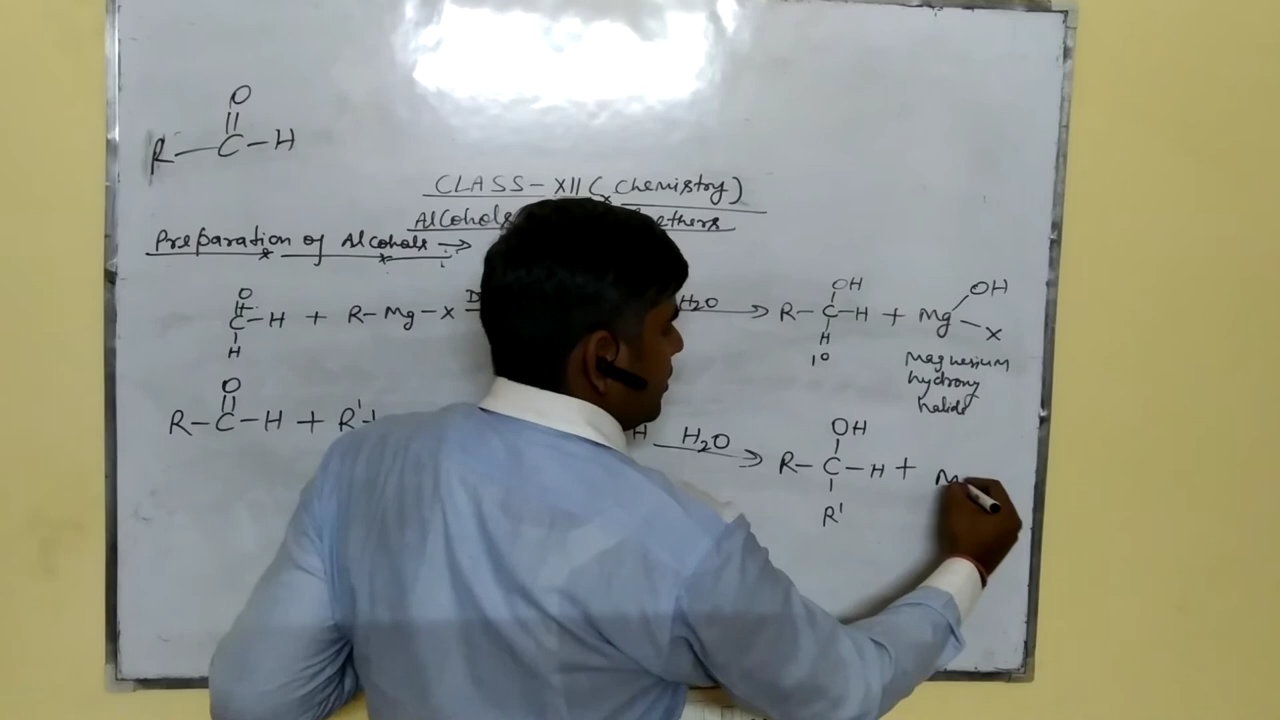 O
||
R—C—H
CLASS-XII (Chemistry)
Alcohols ethers
Preparation of Alcohols →
O
C—H + R—Mg—X H2O → R—C—H + Mg
H
OH
H
1°
OH
X
Magnesium
hydroxy
halide
O
||
R—C—H + R' H H2O → R—C—H + M
OH
R'